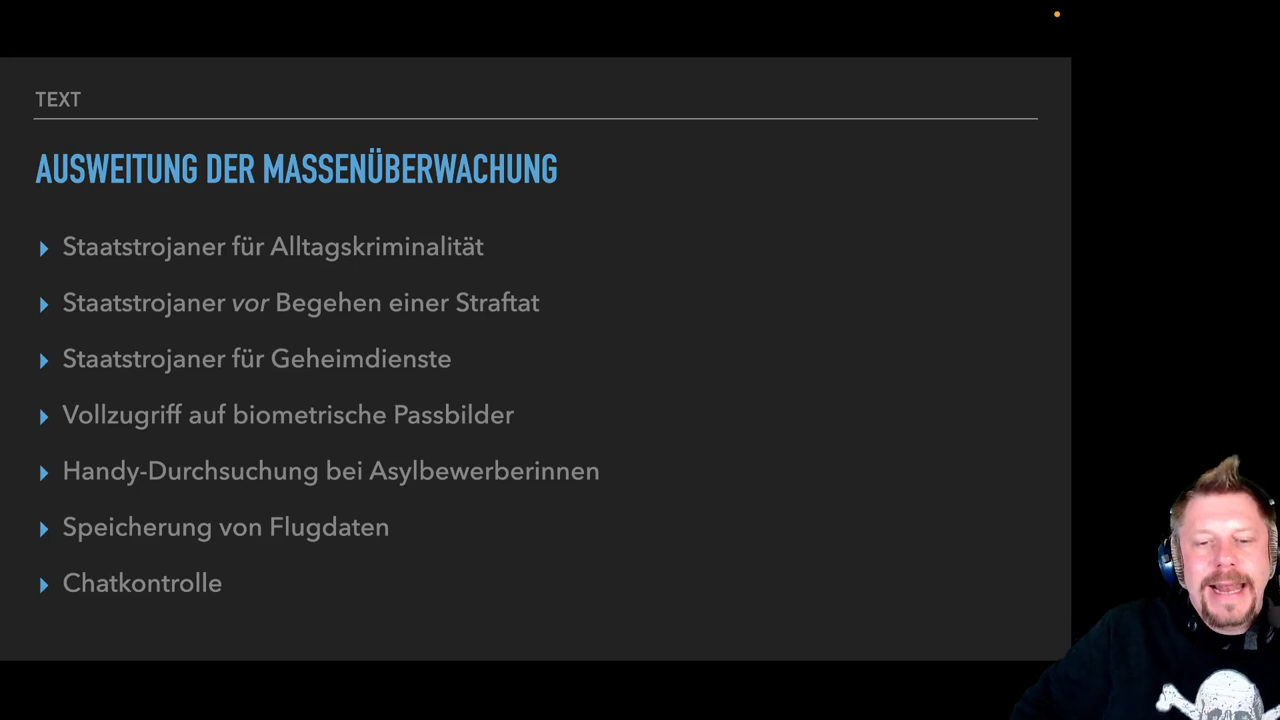 TEXT
AUSWEITUNG DER MASSENÜBERWACHUNG
Staatstrojaner für Alltagskriminalität
Staatstrojaner vor Begehen einer Straftat
Staatstrojaner für Geheimdienste
Vollzugriff auf biometrische Passbilder
Handy-Durchsuchung bei Asylbewerberinnen
Speicherung von Flugdaten
Chatkontrolle